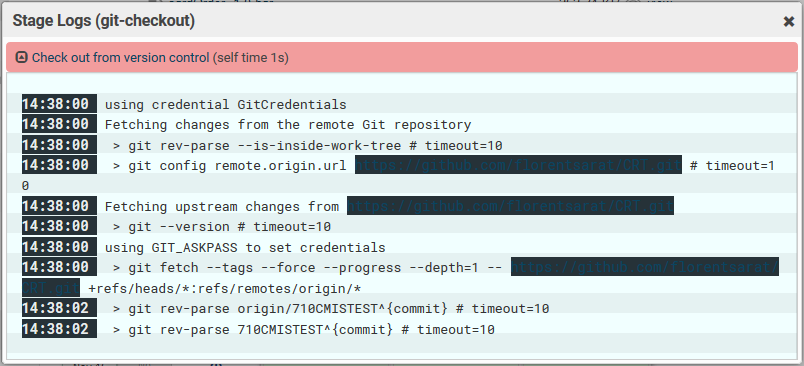 Stage Logs (git-checkout)
Check out from version control (self time 1s)
14:38:00 using credential GitCredentials
14:38:00 Fetching changes from the remote Git repository
14:38:00 > git rev-parse --is-inside-work-tree # timeout=10
14:38:00 > git config remote.origin.url https://github.com/florentsarat/CRT.git # timeout=1
0
14:38:00 Fetching upstream changes from https://github.com/florentsarat/CRT.git
14:38:00 > git --version # timeout=10
14:38:00 using GIT_ASKPASS to set credentials
14:38:00 > git fetch --tags --force --progress --depth=1 -- https://github.com/florentsarat/
CRT.git +refs/heads/*:refs/remotes/origin/*
14:38:02 > git rev-parse origin/710CMISTEST^{commit} # timeout=10
14:38:02 > git rev-parse 710CMISTEST^{commit} # timeout=10